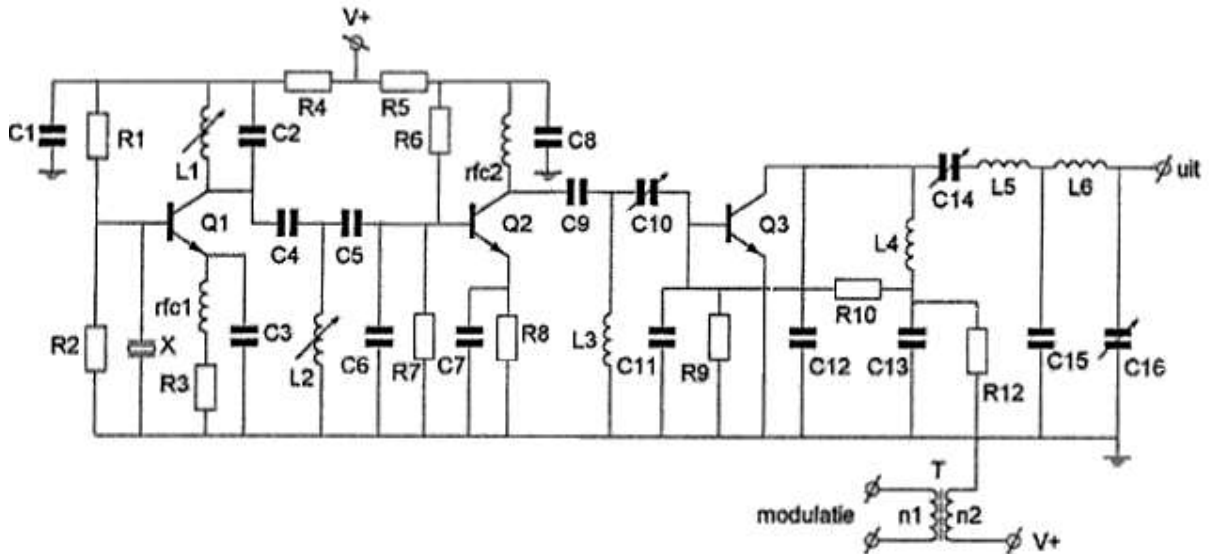 V+
C1
R1
L1
C2
R4
R5
R6
rfc2
C8
Q1
C4
C5
Q2
C9
C10
Q3
C14
L5
L6
uit
R2
X
rfc1
R3
C3
L2
C6
R7
C7
R8
L3
C11
R9
R10
L4
C12
C13
R12
C15
C16
T
modulatie
n1
n2
V+